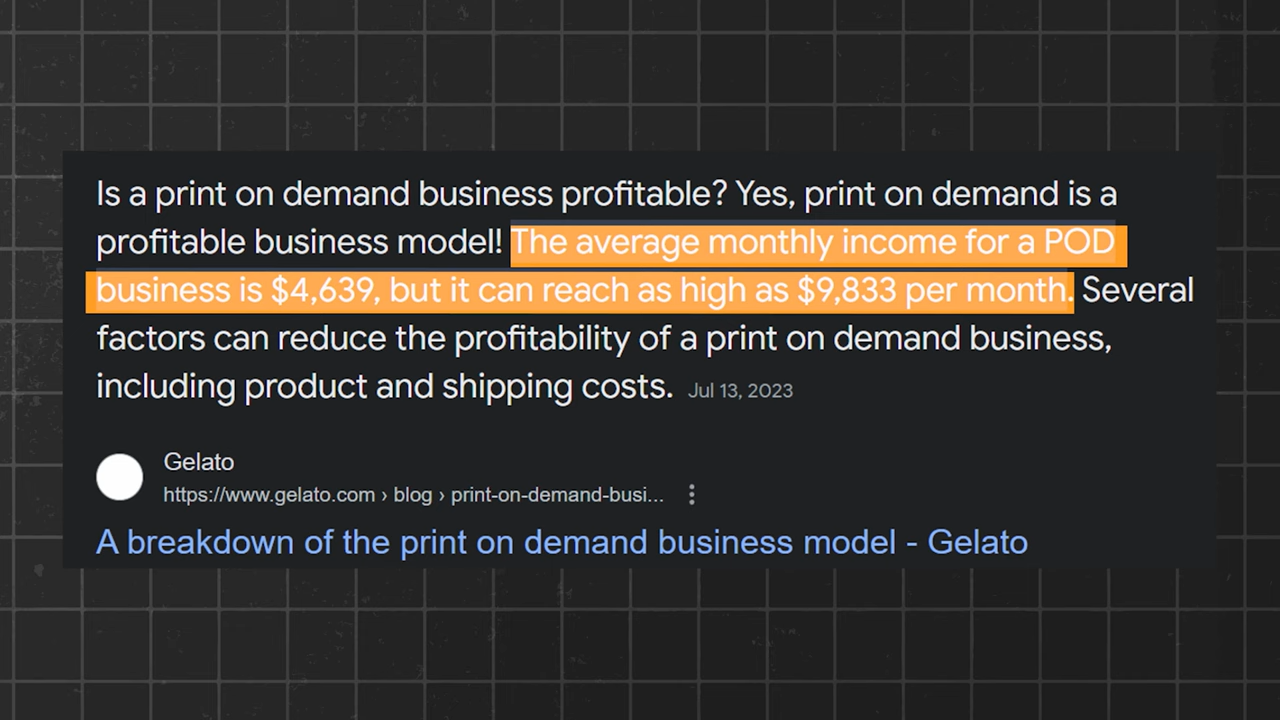 Is a print on demand business profitable? Yes, print on demand is a
profitable business model! The average monthly income for a POD
business is $4,639, but it can reach as high as $9,833 per month. Several
factors can reduce the profitability of a print on demand business,
including product and shipping costs. Jul 13, 2023
Gelato
https://www.gelato.com › blog › print-on-demand-busi...
A breakdown of the print on demand business model - Gelato